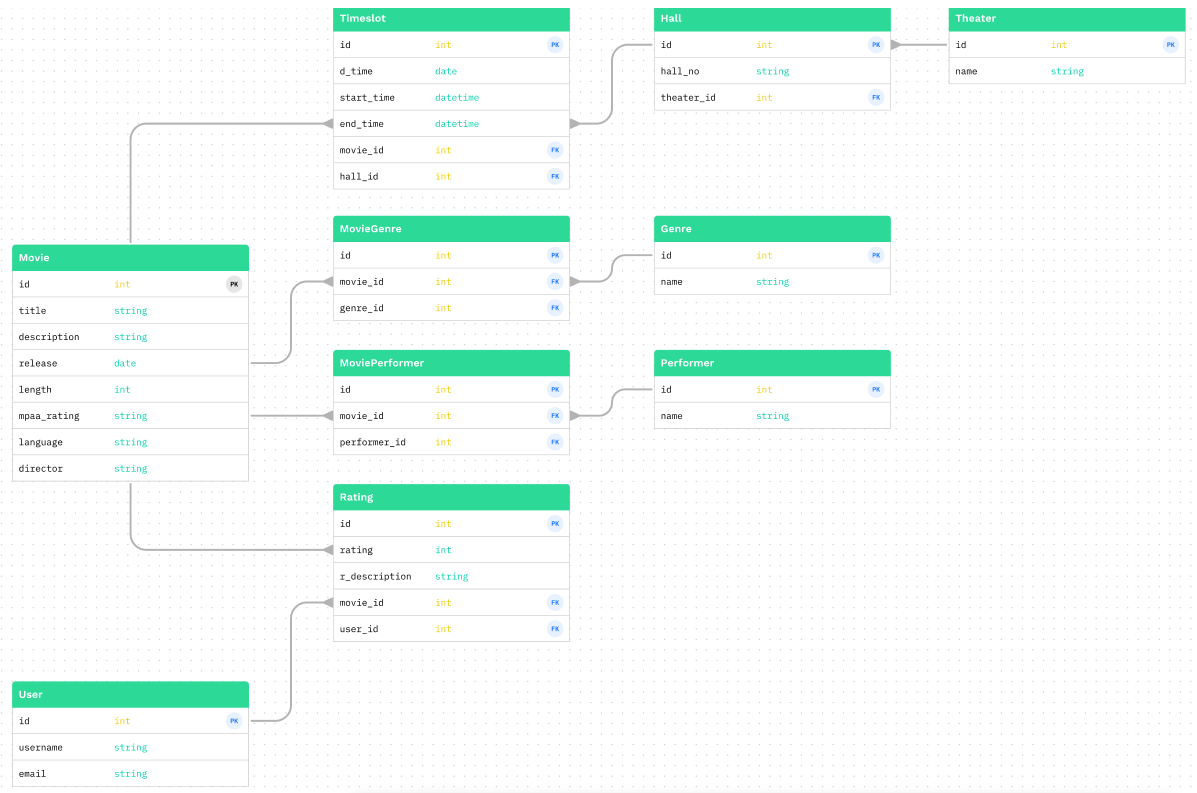 Timeslot
id int PK
d_time date
start_time datetime
end_time datetime
movie_id int FK
hall_id int FK
Hall
id int PK
hall_no string
theater_id int FK
Theater
id int PK
name string
Movie
id int PK
title string
description string
release date
length int
mpaa_rating string
language string
director string
MovieGenre
id int PK
movie_id int FK
genre_id int FK
Genre
id int PK
name string
MoviePerformer
id int PK
movie_id int FK
performer_id int FK
Performer
id int PK
name string
Rating
id int PK
rating int
r_description string
movie_id int FK
user_id int FK
User
id int PK
username string
email string